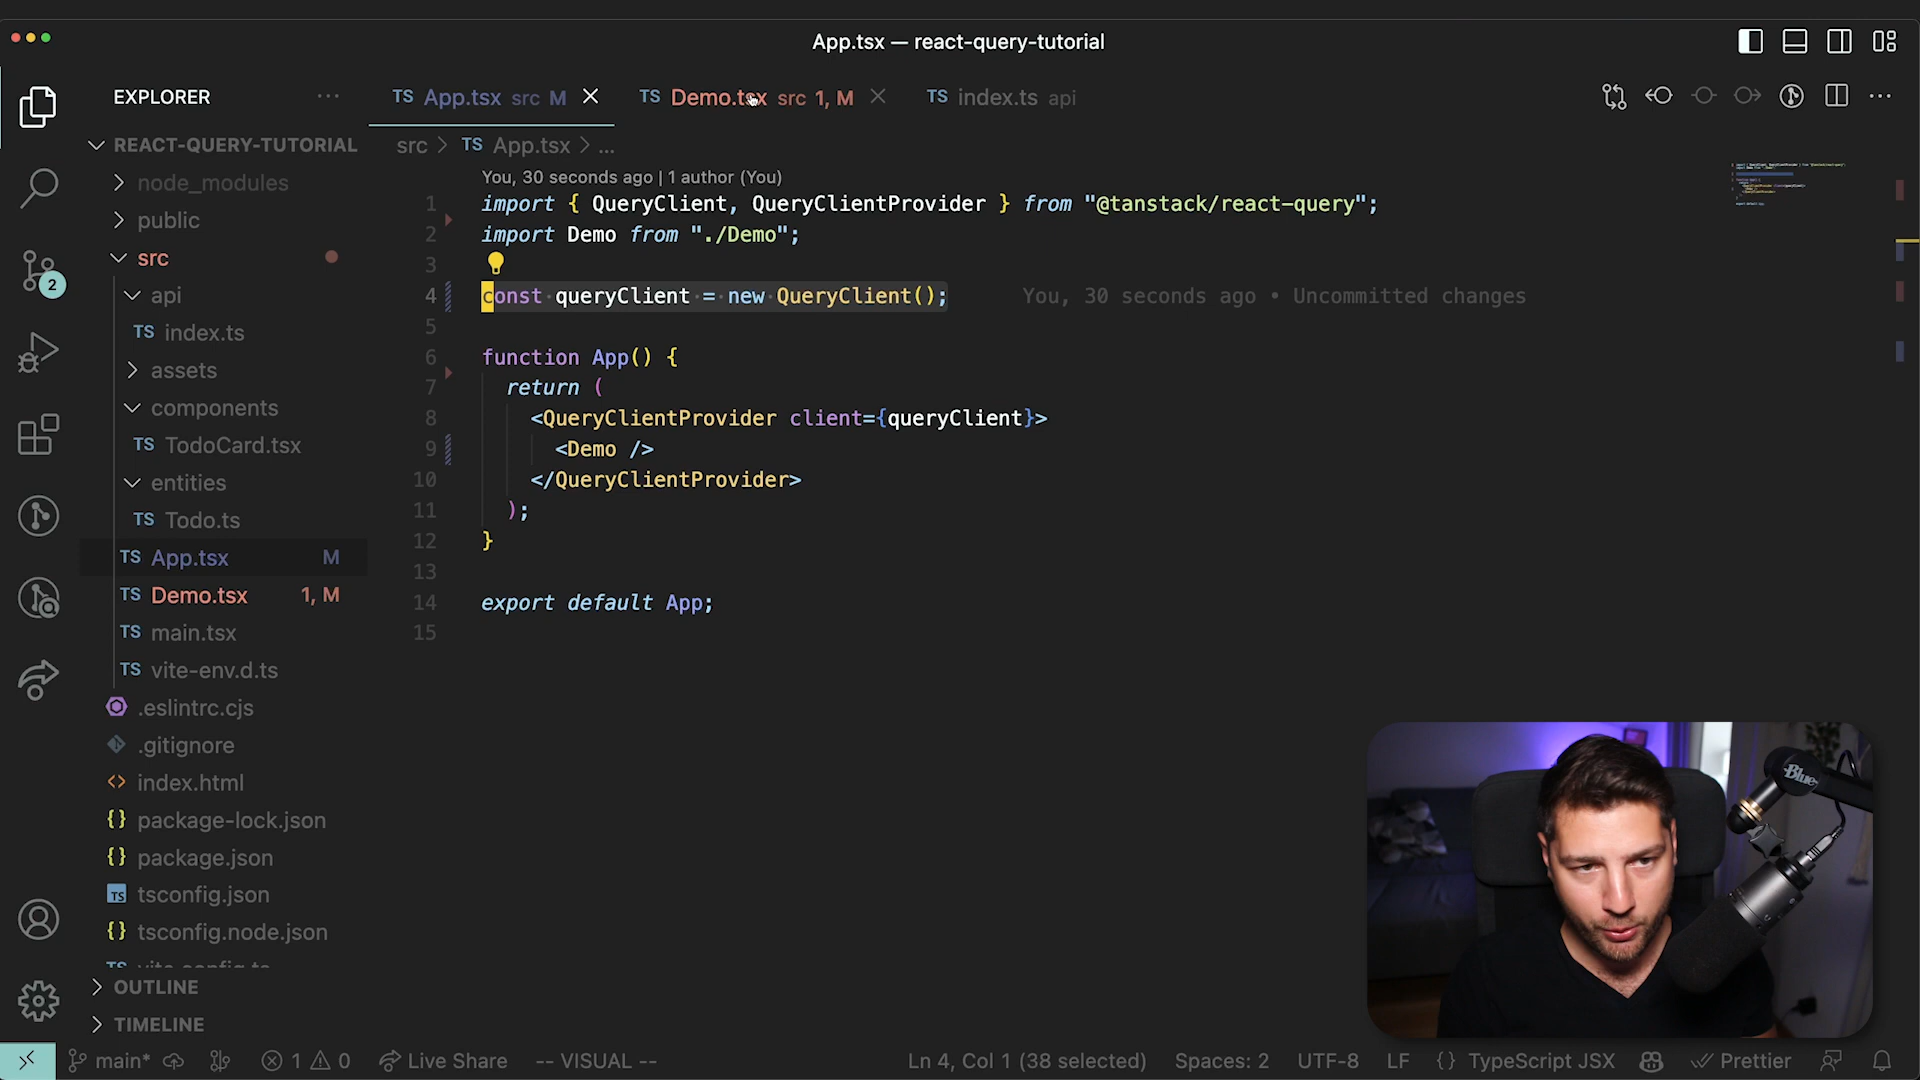 App.tsx — react-query-tutorial
EXPLORER
TS App.tsx src M
TS Demo.tsx src 1, M
TS index.ts api
REACT-QUERY-TUTORIAL
src > TS App.tsx > ...
node_modules
public
src
api
TS index.ts
assets
components
TS TodoCard.tsx
entities
TS Todo.ts
TS App.tsx M
TS Demo.tsx 1, M
TS main.tsx
TS vite-env.d.ts
.eslintrc.cjs
.gitignore
<> index.html
{} package-lock.json
{} package.json
TS tsconfig.json
{} tsconfig.node.json
TS vite.config.ts
OUTLINE
TIMELINE
2
You, 30 seconds ago | 1 author (You)
1 import { QueryClient, QueryClientProvider } from "@tanstack/react-query";
2 import Demo from "./Demo";
3
4 const·queryClient·=·new·QueryClient(); You, 30 seconds ago • Uncommitted changes
5
6 function App() {
7 return (
8 <QueryClientProvider client={queryClient}>
9 <Demo />
10 </QueryClientProvider>
11 );
12 }
13
14 export default App;
15
Blue
main* 1 0 Live Share -- VISUAL -- Ln 4, Col 1 (38 selected) Spaces: 2 UTF-8 LF {} TypeScript JSX Prettier